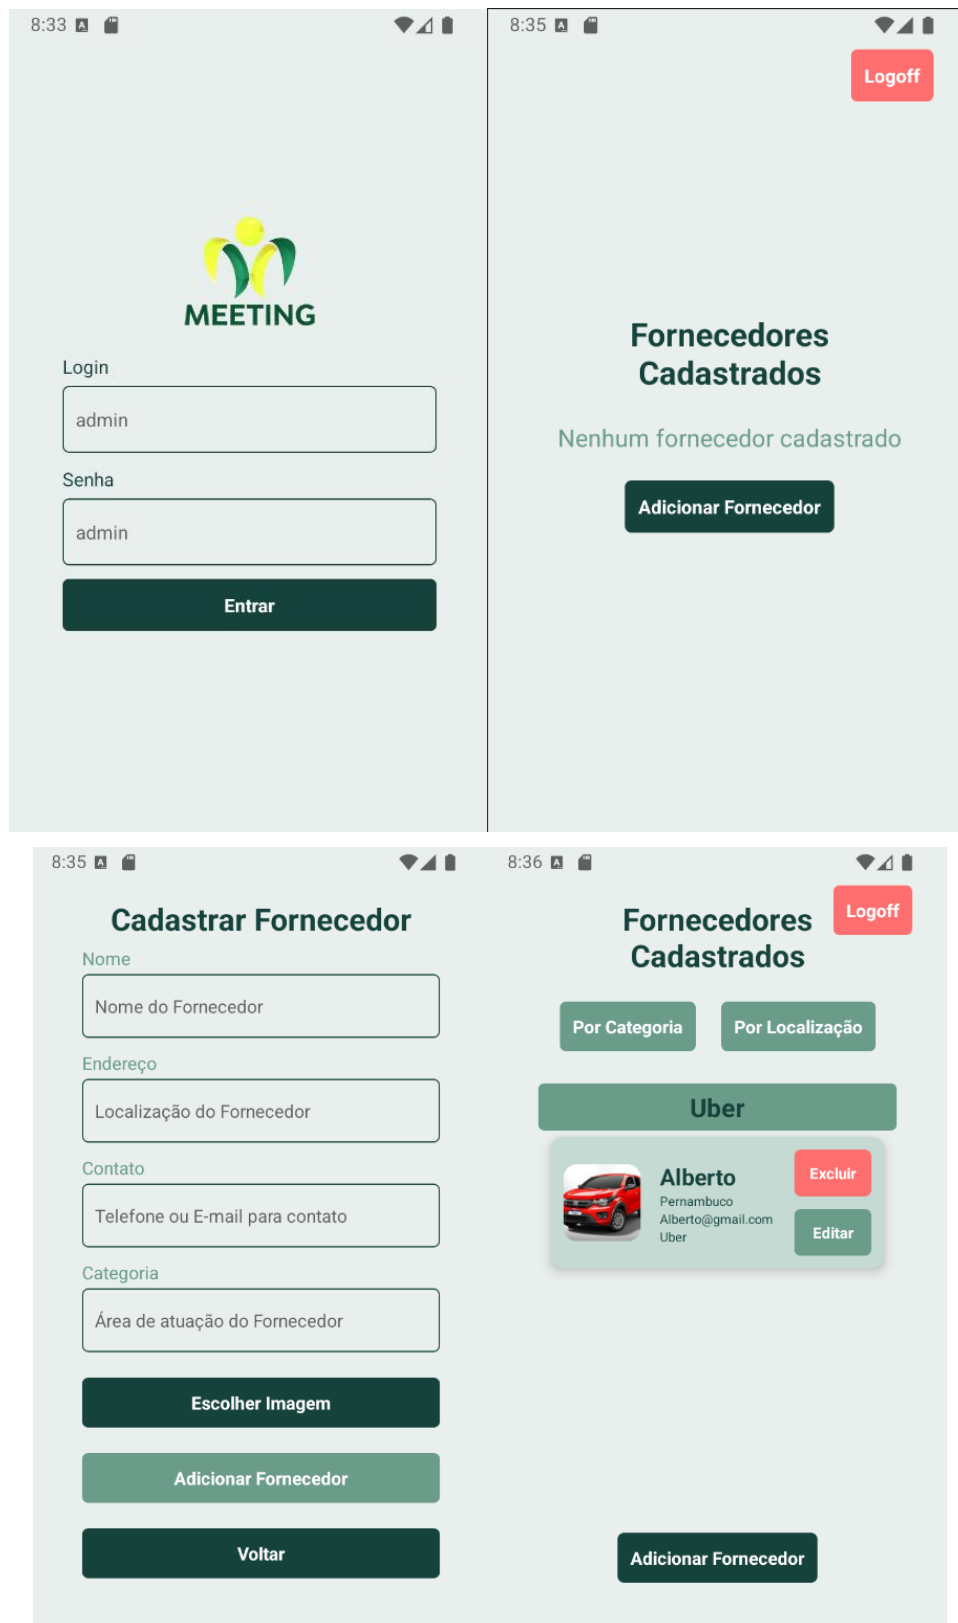 8:33
MEETING
Login
admin
Senha
admin
Entrar
8:35
Logoff
Fornecedores
Cadastrados
Nenhum fornecedor cadastrado
Adicionar Fornecedor
8:35
Cadastrar Fornecedor
Nome
Nome do Fornecedor
Endereço
Localização do Fornecedor
Contato
Telefone ou E-mail para contato
Categoria
Área de atuação do Fornecedor
Escolher Imagem
Adicionar Fornecedor
Voltar
8:36
Logoff
Fornecedores
Cadastrados
Por Categoria
Por Localização
Uber
Alberto
Pernambuco
Alberto@gmail.com
Uber
Excluir
Editar
Adicionar Fornecedor